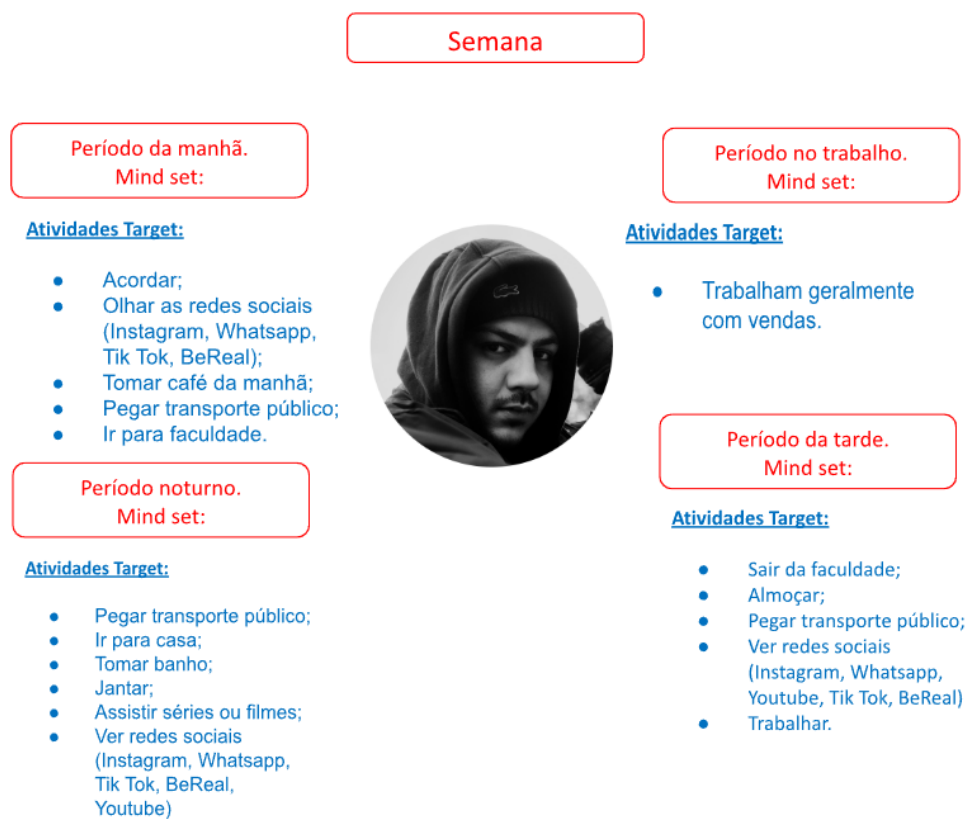 Semana
Período da manhã.
Mind set:
Atividades Target:
● Acordar;
● Olhar as redes sociais
(Instagram, Whatsapp,
Tik Tok, BeReal);
● Tomar café da manhã;
● Pegar transporte público;
● Ir para faculdade.
Período no trabalho.
Mind set:
Atividades Target:
● Trabalham geralmente
com vendas.
Período da tarde.
Mind set:
Atividades Target:
● Sair da faculdade;
● Almoçar;
● Pegar transporte público;
● Ver redes sociais
(Instagram, Whatsapp,
Youtube, Tik Tok, BeReal)
● Trabalhar.
Período noturno.
Mind set:
Atividades Target:
● Pegar transporte público;
● Ir para casa;
● Tomar banho;
● Jantar;
● Assistir séries ou filmes;
● Ver redes sociais
(Instagram, Whatsapp,
Tik Tok, BeReal,
Youtube)